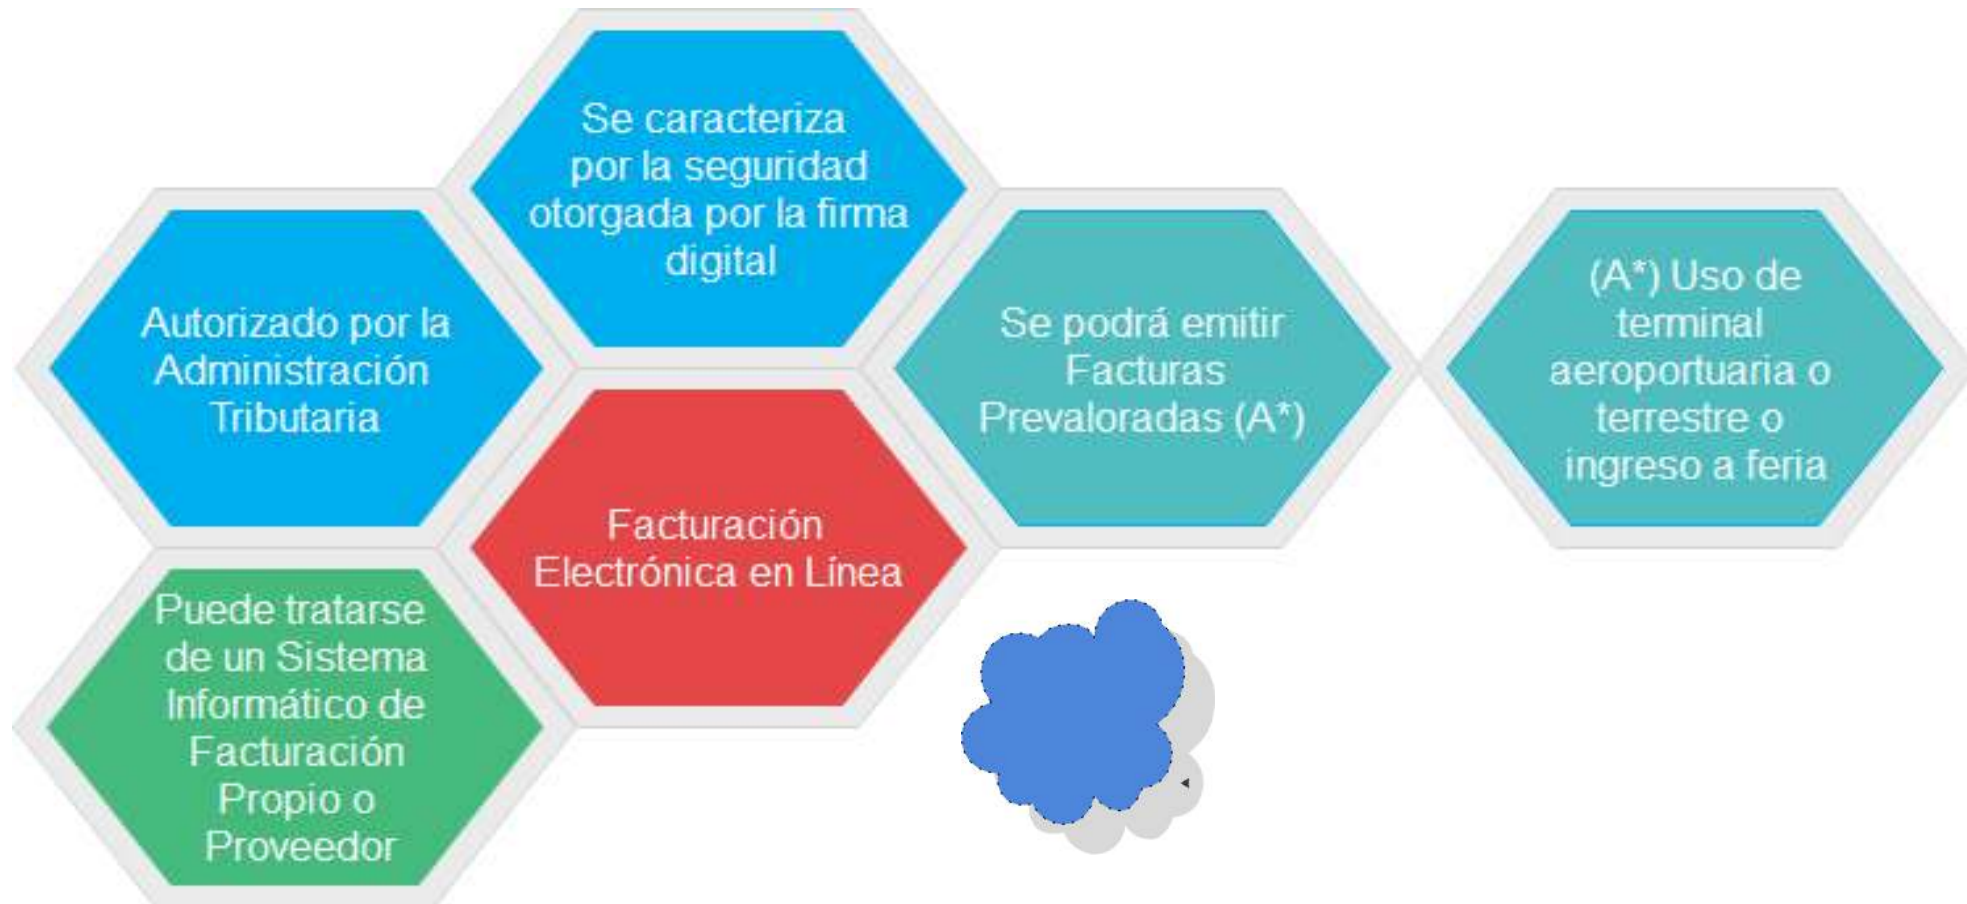 Se caracteriza
por la seguridad
otorgada por la firma
digital
Autorizado por la
Administración
Tributaria
Se podrá emitir
Facturas
Prevaloradas (A*)
(A*) Uso de
terminal
aeroportuaria o
terrestre o
ingreso a feria
Facturación
Electrónica en Línea
Puede tratarse
de un Sistema
Informático de
Facturación
Propio o
Proveedor